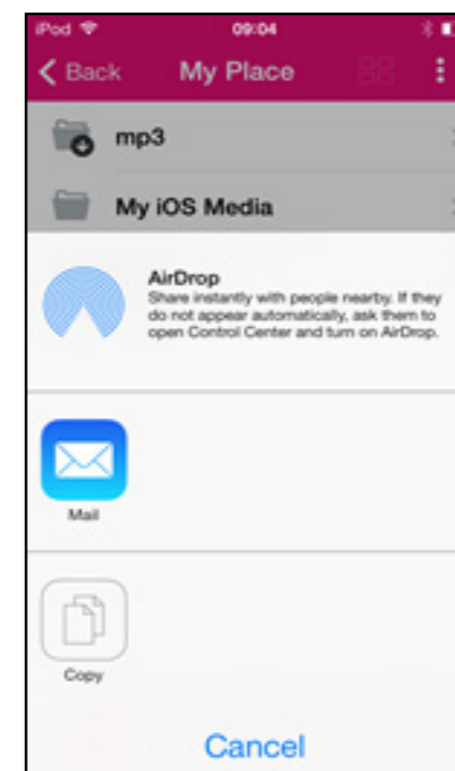 iPod 09:04
Back My Place
mp3
My iOS Media
AirDrop
Share instantly with people nearby. If they
do not appear automatically, ask them to
open Control Center and turn on AirDrop.
Mail
Copy
Cancel